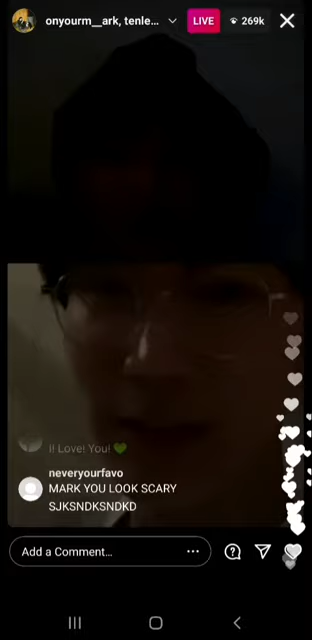 onyourm__ark, tenle...
LIVE
269k
I! Love! You! 💚
neveryourfavo
MARK YOU LOOK SCARY
SJKSNDKSNDKD
Add a Comment...